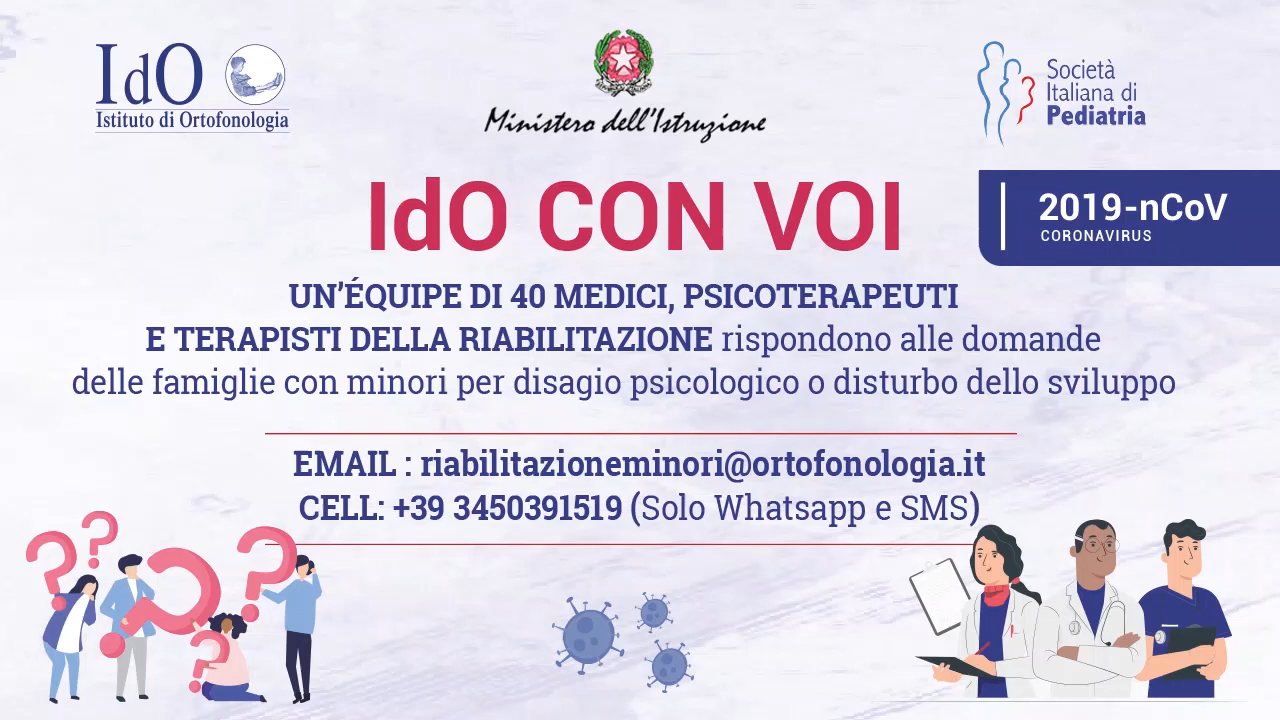 IdO
Istituto di Ortofonologia
Ministero dell'Istruzione
Società
Italiana di
Pediatria
IdO CON VOI
2019-nCoV
CORONAVIRUS
UN'ÉQUIPE DI 40 MEDICI, PSICOTERAPEUTI
E TERAPISTI DELLA RIABILITAZIONE rispondono alle domande
delle famiglie con minori per disagio psicologico o disturbo dello sviluppo
EMAIL : riabilitazioneminori@ortofonologia.it
CELL: +39 3450391519 (Solo Whatsapp e SMS)
? ? ? ? ?